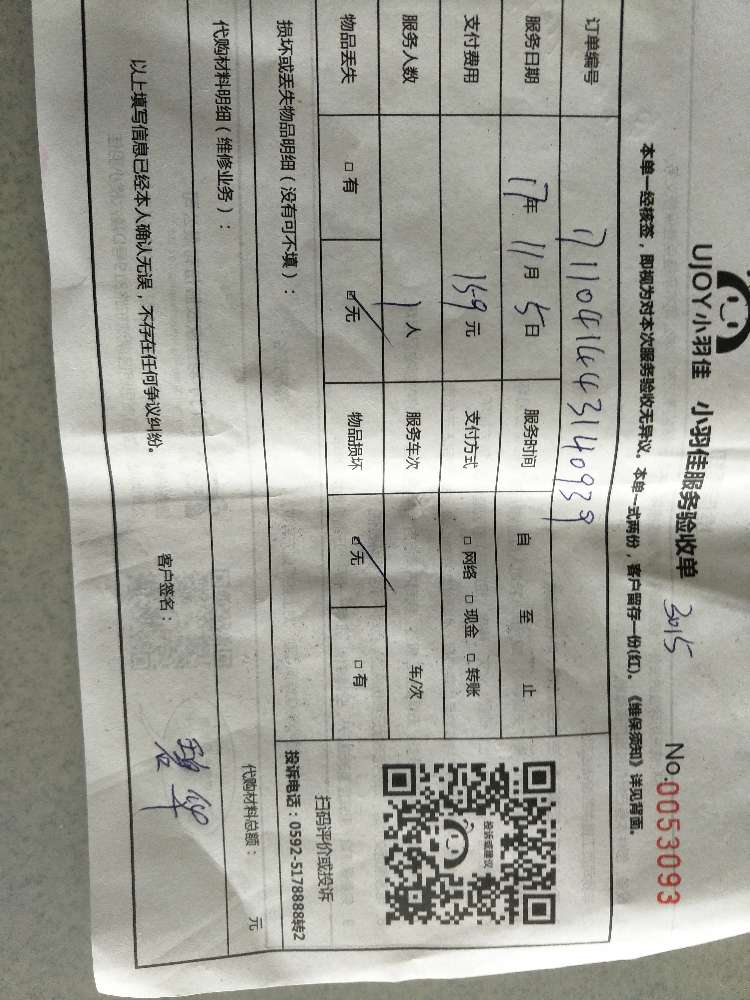 UJOY小羽佳 小羽佳服务验收单 3015 No.0053093
本单一经核签，即视为对本次服务验收无异议。本单一式两份，客户留存一份(红)。《维保须知》详见背面。
订单编号 1711041443140939
服务日期 17年 11月 5日 服务时间 自 至 止
支付费用 159元 支付方式 □ 网络 □ 现金 □ 转账
服务人数 1人 服务车次 车/次
物品丢失 □ 有 ☑ 无 物品损坏 ☑ 无 □ 有
投诉或建议
扫码评价或投诉
投诉电话：0592-5178888转2
损坏或丢失物品明细（没有可不填）：
代购材料明细（维修业务）： 代购材料总额： 元
以上填写信息已经本人确认无误，不存在任何争议纠纷。 客户签名：